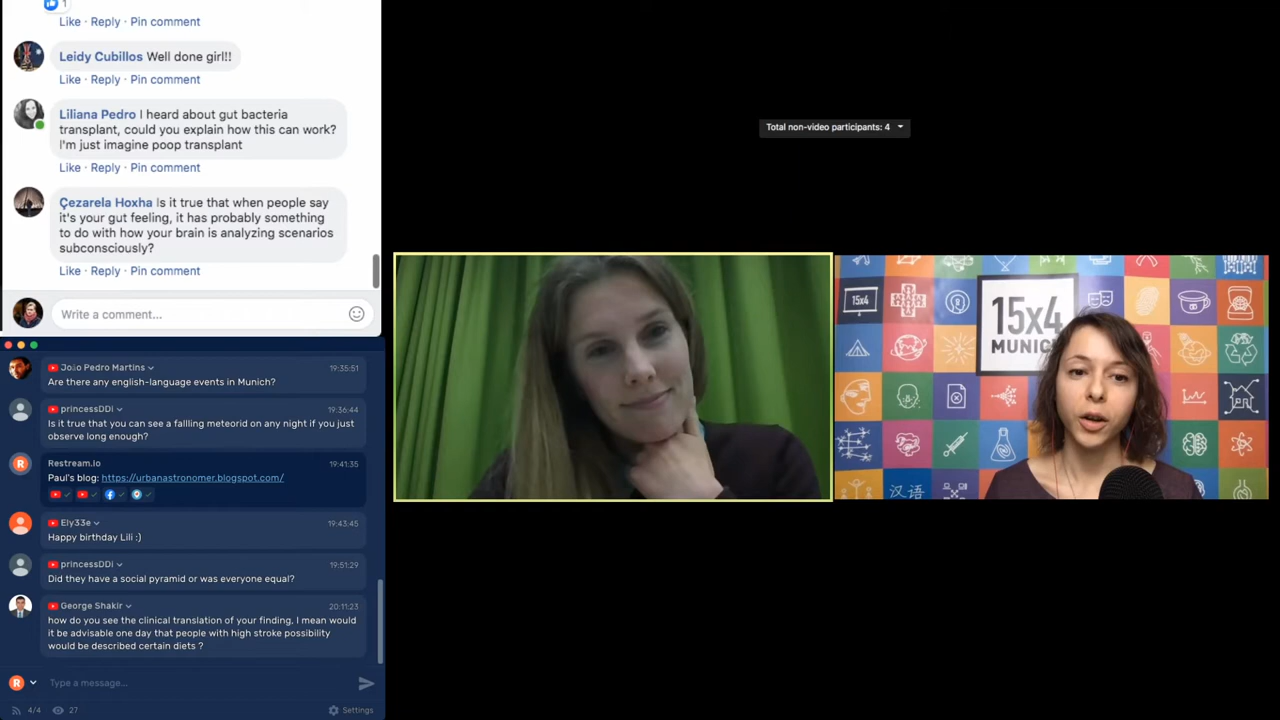 1
Like · Reply · Pin comment
Leidy Cubillos Well done girl!!
Like · Reply · Pin comment
Liliana Pedro I heard about gut bacteria
transplant, could you explain how this can work?
I'm just imagine poop transplant
Like · Reply · Pin comment
Çezarela Hoxha Is it true that when people say
it's your gut feeling, it has probably something
to do with how your brain is analyzing scenarios
subconsciously?
Like · Reply · Pin comment
Write a comment...
João Pedro Martins 19:35:51
Are there any english-language events in Munich?
princessDDi 19:36:44
Is it true that you can see a fallling meteorid on any night if you just
observe long enough?
Restream.io 19:41:35
Paul's blog: https://urbanastronomer.blogspot.com/
Ely33e 19:43:45
Happy birthday Lili :)
princessDDi 19:51:29
Did they have a social pyramid or was everyone equal?
George Shakir 20:11:23
how do you see the clinical translation of your finding, I mean would
it be advisable one day that people with high stroke possibility
would be described certain diets ?
Type a message...
4/4 27 Settings
Total non-video participants: 4
15x4
15x4
MUNIC
汉语